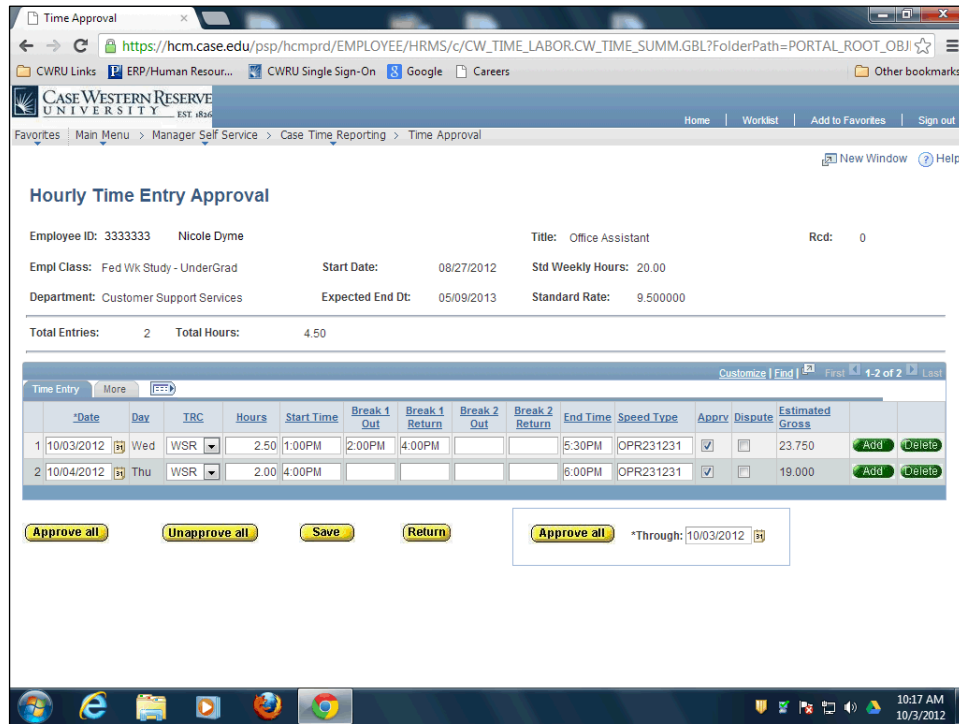 Time Approval
https://hcm.case.edu/psp/hcmprd/EMPLOYEE/HRMS/c/CW_TIME_LABOR.CW_TIME_SUMM.GBL?FolderPath=PORTAL_ROOT_OBJ
CWRU Links ERP/Human Resour... CWRU Single Sign-On Google Careers Other bookmarks
CASE WESTERN RESERVE
UNIVERSITY EST. 1826
Home | Worklist | Add to Favorites | Sign out
Favorites Main Menu > Manager Self Service > Case Time Reporting > Time Approval
New Window Help
Hourly Time Entry Approval
Employee ID: 3333333 Nicole Dyme Title: Office Assistant Rcd: 0
Empl Class: Fed Wk Study - UnderGrad Start Date: 08/27/2012 Std Weekly Hours: 20.00
Department: Customer Support Services Expected End Dt: 05/09/2013 Standard Rate: 9.500000
Total Entries: 2 Total Hours: 4.50
Customize | Find | First 1-2 of 2 Last
Time Entry More
*Date Day TRC Hours Start Time Break 1 Out Break 1 Return Break 2 Out Break 2 Return End Time Speed Type Apprv Dispute Estimated Gross
1 10/03/2012 31 Wed WSR 2.50 1:00PM 2:00PM 4:00PM 5:30PM OPR231231 23.750 Add Delete
2 10/04/2012 31 Thu WSR 2.00 4:00PM 6:00PM OPR231231 19.000 Add Delete
Approve all Unapprove all Save Return Approve all *Through: 10/03/2012 31
10:17 AM
10/3/2012